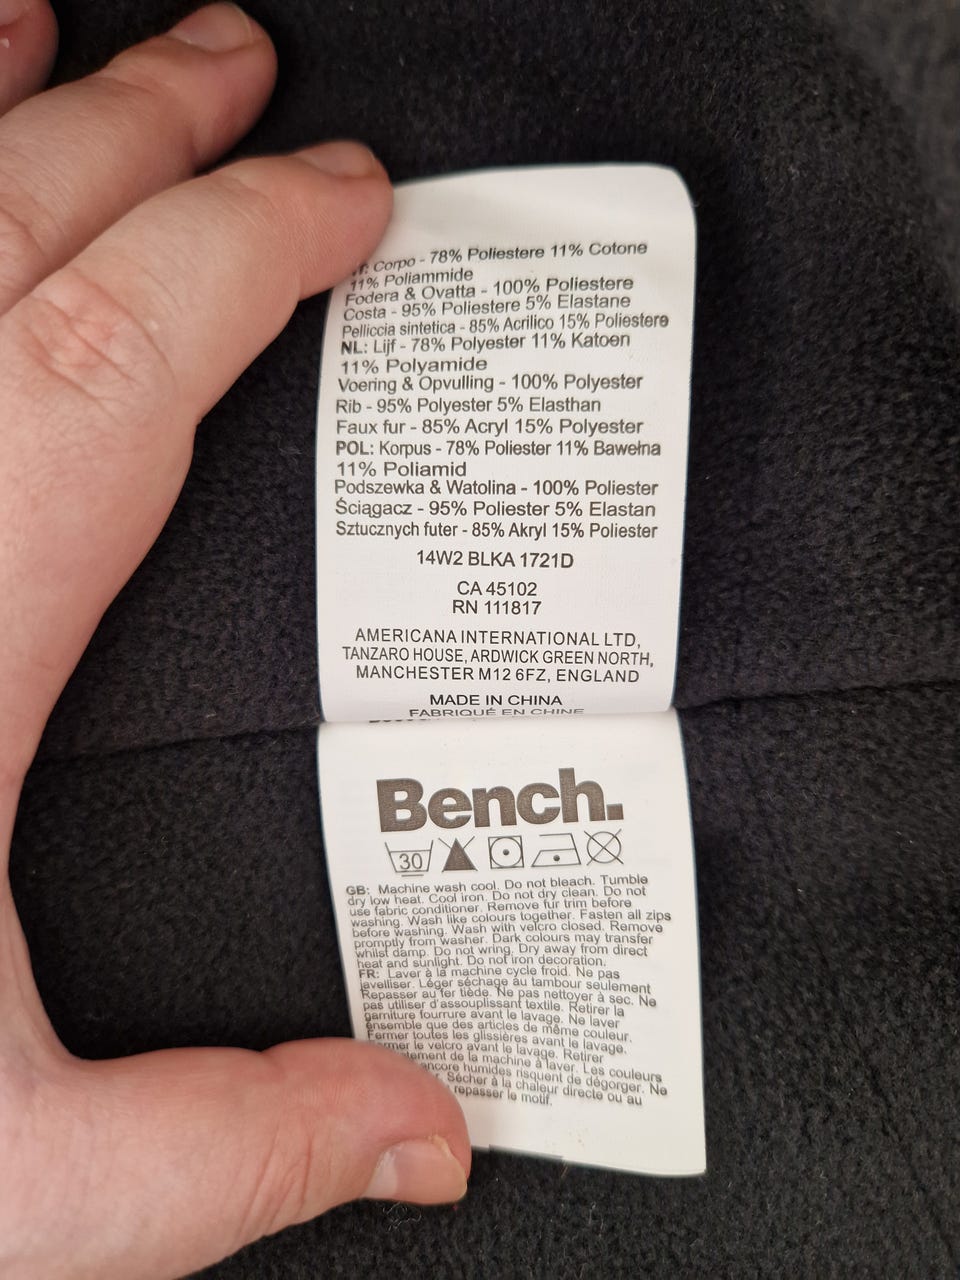 Corpo - 78% Poliestere 11% Cotone
11% Poliammide
Fodera & Ovatta - 100% Poliestere
Costa - 95% Poliestere 5% Elastane
Pelliccia sintetica - 85% Acrilico 15% Poliestere
NL: Lijf - 78% Polyester 11% Katoen
11% Polyamide
Voering & Opvulling - 100% Polyester
Rib - 95% Polyester 5% Elasthan
Faux fur - 85% Acryl 15% Polyester
POL: Korpus - 78% Poliester 11% Bawełna
11% Poliamid
Podszewka & Watolina - 100% Poliester
Ściągacz - 95% Poliester 5% Elastan
Sztucznych futer - 85% Akryl 15% Poliester
14W2 BLKA 1721D
CA 45102
RN 111817
AMERICANA INTERNATIONAL LTD,
TANZARO HOUSE, ARDWICK GREEN NORTH,
MANCHESTER M12 6FZ, ENGLAND
MADE IN CHINA
FABRIQUÉ EN CHINE
Bench.
30
GB: Machine wash cool. Do not bleach. Tumble
dry low heat. Cool iron. Do not dry clean. Do not
use fabric conditioner. Remove fur trim before
washing. Wash like colours together. Fasten all zips
before washing. Wash with velcro closed. Remove
promptly from washer. Dark colours may transfer
whilst damp. Do not wring. Dry away from direct
heat and sunlight. Do not iron decoration.
FR: Laver à la machine cycle froid. Ne pas
javelliser. Léger séchage au tambour seulement
Repasser au fer tiède. Ne pas nettoyer à sec. Ne
pas utiliser d'assouplissant textile. Retirer la
garniture fourrure avant le lavage. Ne laver
ensemble que des articles de même couleur.
Fermer toutes les glissières avant le lavage.
le velcro avant le lavage. Retirer
de la machine à laver. Les couleurs
encore humides risquent de dégorger. Ne
Sécher à la chaleur directe ou au
repasser le motif.